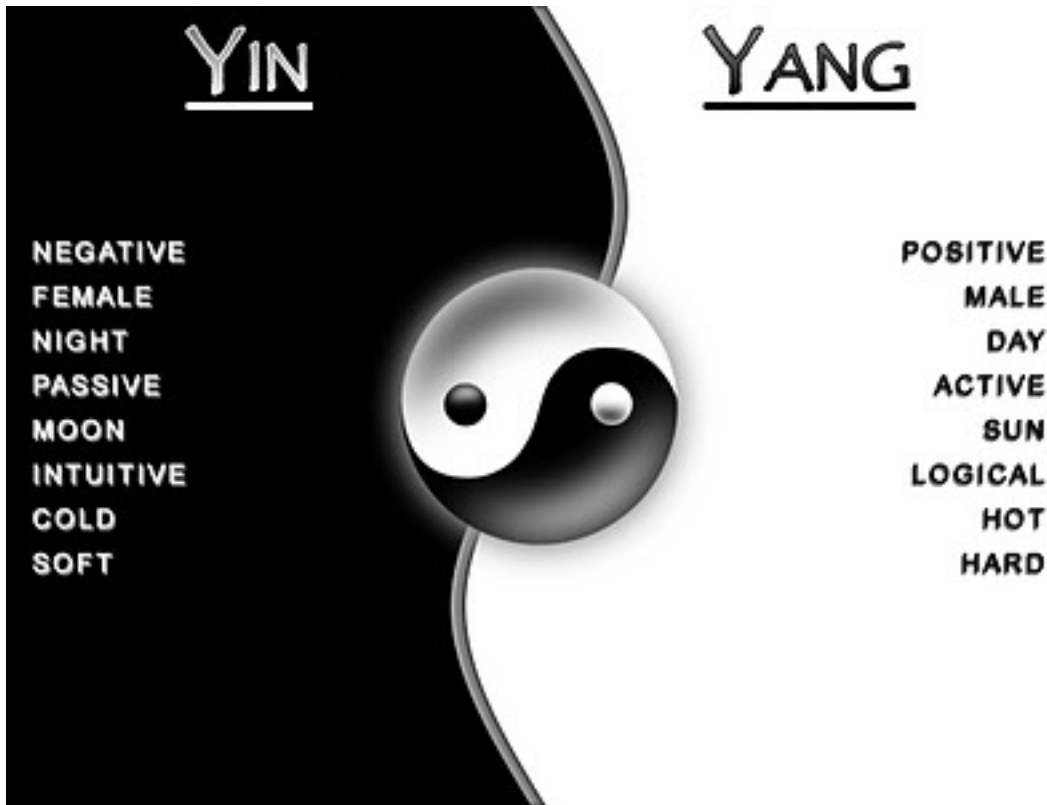 YIN
YANG
NEGATIVE
FEMALE
NIGHT
PASSIVE
MOON
INTUITIVE
COLD
SOFT
POSITIVE
MALE
DAY
ACTIVE
SUN
LOGICAL
HOT
HARD